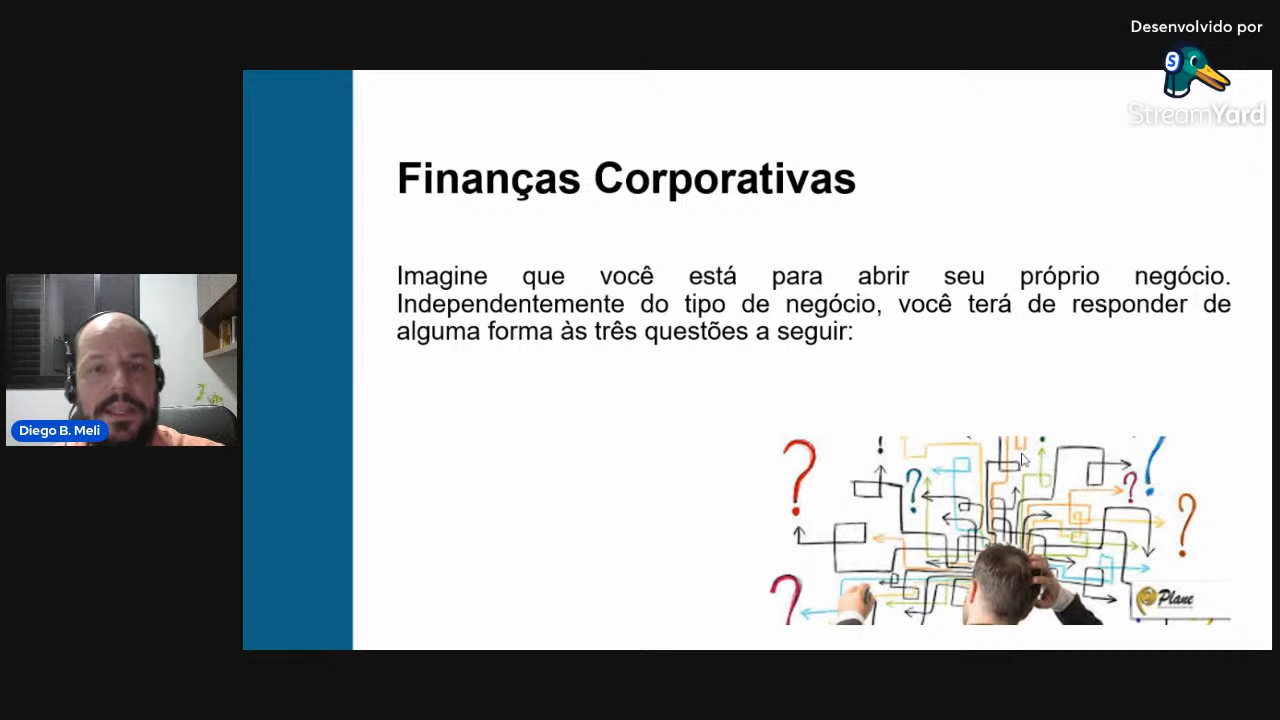 Desenvolvido por
StreamYard
Finanças Corporativas
Imagine que você está para abrir seu próprio negócio.
Independentemente do tipo de negócio, você terá de responder de
alguma forma às três questões a seguir:
Diego B. Meli
Plane